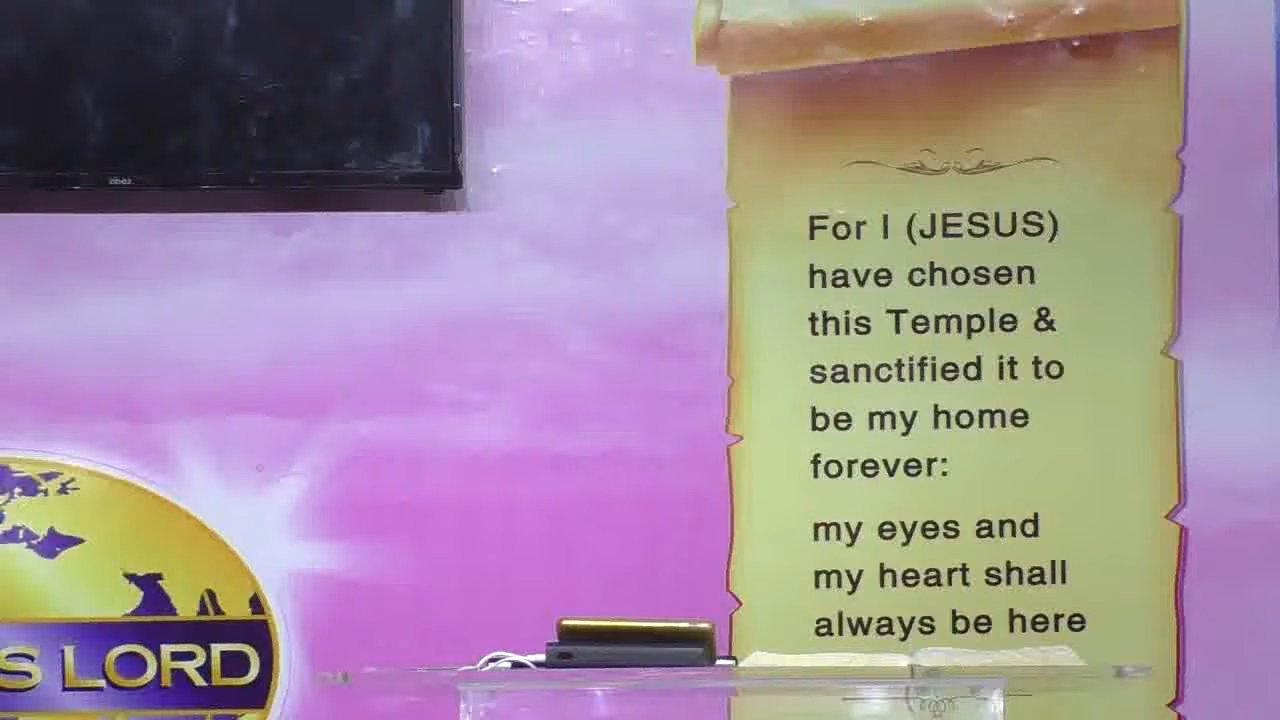 For I (JESUS)
have chosen
this Temple &
sanctified it to
be my home
forever:
my eyes and
my heart shall
always be here
S LORD